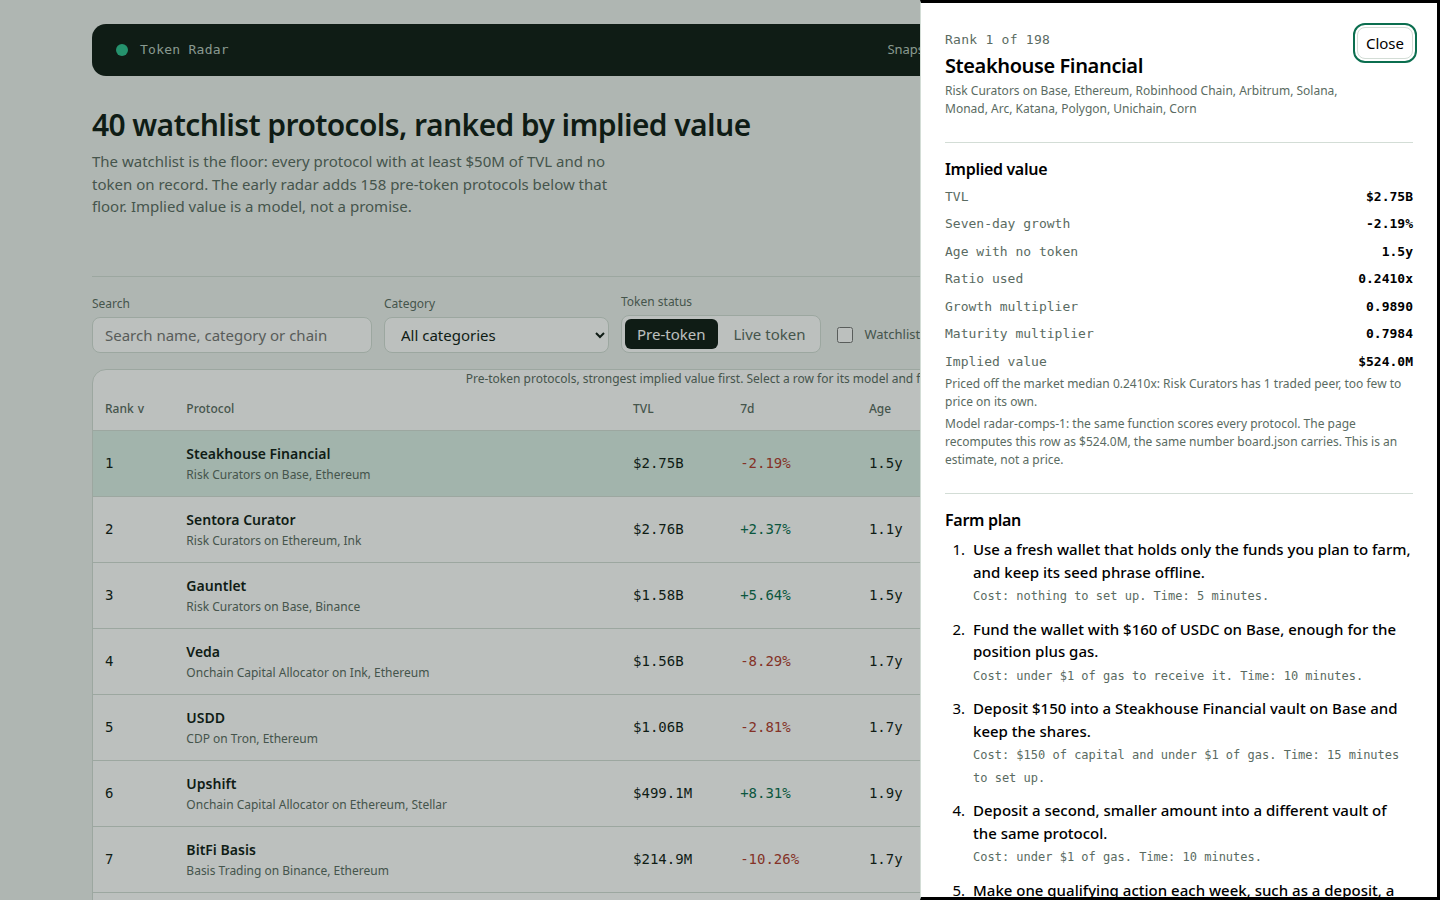 Token Radar
Snaps
40 watchlist protocols, ranked by implied value
The watchlist is the floor: every protocol with at least $50M of TVL and no
token on record. The early radar adds 158 pre-token protocols below that
floor. Implied value is a model, not a promise.
Search
Category
Token status
Search name, category or chain
All categories
Pre-token
Live token
Watchlist
Pre-token protocols, strongest implied value first. Select a row for its model and f
Rank v Protocol TVL 7d Age
1 Steakhouse Financial $2.75B -2.19% 1.5y
Risk Curators on Base, Ethereum
2 Sentora Curator $2.76B +2.37% 1.1y
Risk Curators on Ethereum, Ink
3 Gauntlet $1.58B +5.64% 1.5y
Risk Curators on Base, Binance
4 Veda $1.56B -8.29% 1.7y
Onchain Capital Allocator on Ink, Ethereum
5 USDD $1.06B -2.81% 1.7y
CDP on Tron, Ethereum
6 Upshift $499.1M +8.31% 1.9y
Onchain Capital Allocator on Ethereum, Stellar
7 BitFi Basis $214.9M -10.26% 1.7y
Basis Trading on Binance, Ethereum
Rank 1 of 198
Close
Steakhouse Financial
Risk Curators on Base, Ethereum, Robinhood Chain, Arbitrum, Solana,
Monad, Arc, Katana, Polygon, Unichain, Corn
Implied value
TVL $2.75B
Seven-day growth -2.19%
Age with no token 1.5y
Ratio used 0.2410x
Growth multiplier 0.9890
Maturity multiplier 0.7984
Implied value $524.0M
Priced off the market median 0.2410x: Risk Curators has 1 traded peer, too few to
price on its own.
Model radar-comps-1: the same function scores every protocol. The page
recomputes this row as $524.0M, the same number board.json carries. This is an
estimate, not a price.
Farm plan
1. Use a fresh wallet that holds only the funds you plan to farm,
and keep its seed phrase offline.
Cost: nothing to set up. Time: 5 minutes.
2. Fund the wallet with $160 of USDC on Base, enough for the
position plus gas.
Cost: under $1 of gas to receive it. Time: 10 minutes.
3. Deposit $150 into a Steakhouse Financial vault on Base and
keep the shares.
Cost: $150 of capital and under $1 of gas. Time: 15 minutes
to set up.
4. Deposit a second, smaller amount into a different vault of
the same protocol.
Cost: under $1 of gas. Time: 10 minutes.
5. Make one qualifying action each week, such as a deposit, a